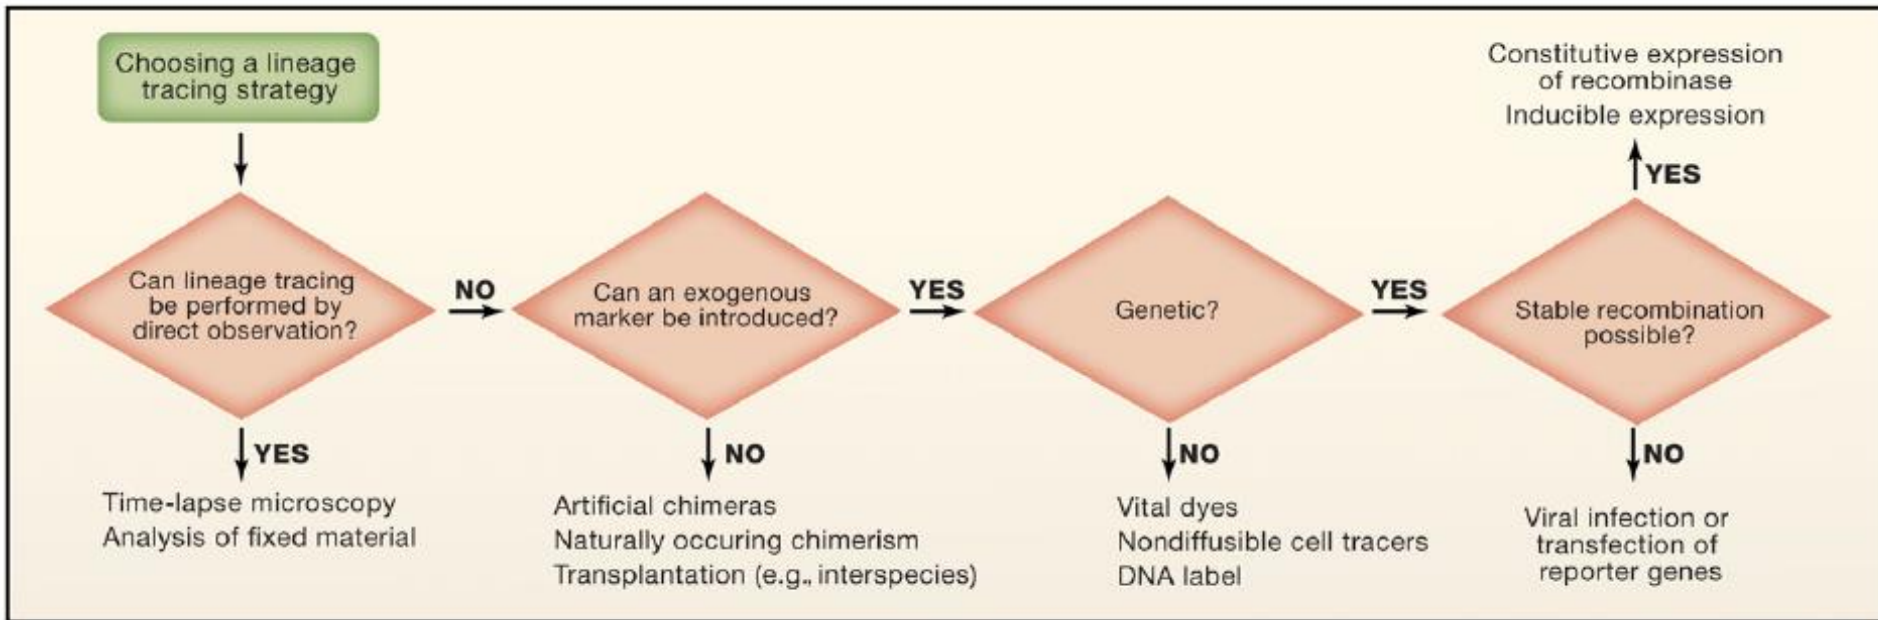 Choosing a lineage
tracing strategy
Can lineage tracing
be performed by
direct observation?
NO
YES
Time-lapse microscopy
Analysis of fixed material
Can an exogenous
marker be introduced?
YES
NO
Artificial chimeras
Naturally occuring chimerism
Transplantation (e.g., interspecies)
Genetic?
YES
NO
Vital dyes
Nondiffusible cell tracers
DNA label
Stable recombination
possible?
YES
Constitutive expression
of recombinase
Inducible expression
NO
Viral infection or
transfection of
reporter genes